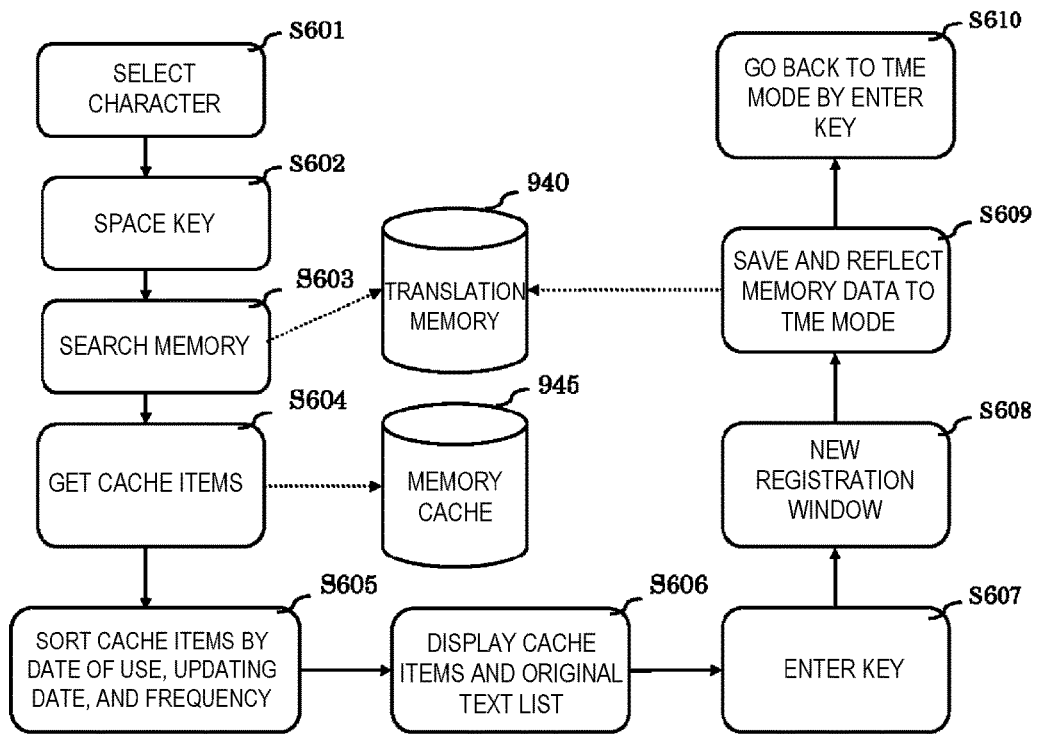 S601
SELECT
CHARACTER
S602
SPACE KEY
S603
SEARCH MEMORY
S604
GET CACHE ITEMS
940
TRANSLATION
MEMORY
945
MEMORY
CACHE
S605
SORT CACHE ITEMS BY
DATE OF USE, UPDATING
DATE, AND FREQUENCY
S606
DISPLAY CACHE
ITEMS AND ORIGINAL
TEXT LIST
S607
ENTER KEY
S608
NEW
REGISTRATION
WINDOW
S609
SAVE AND REFLECT
MEMORY DATA TO
TME MODE
S610
GO BACK TO TME
MODE BY ENTER
KEY